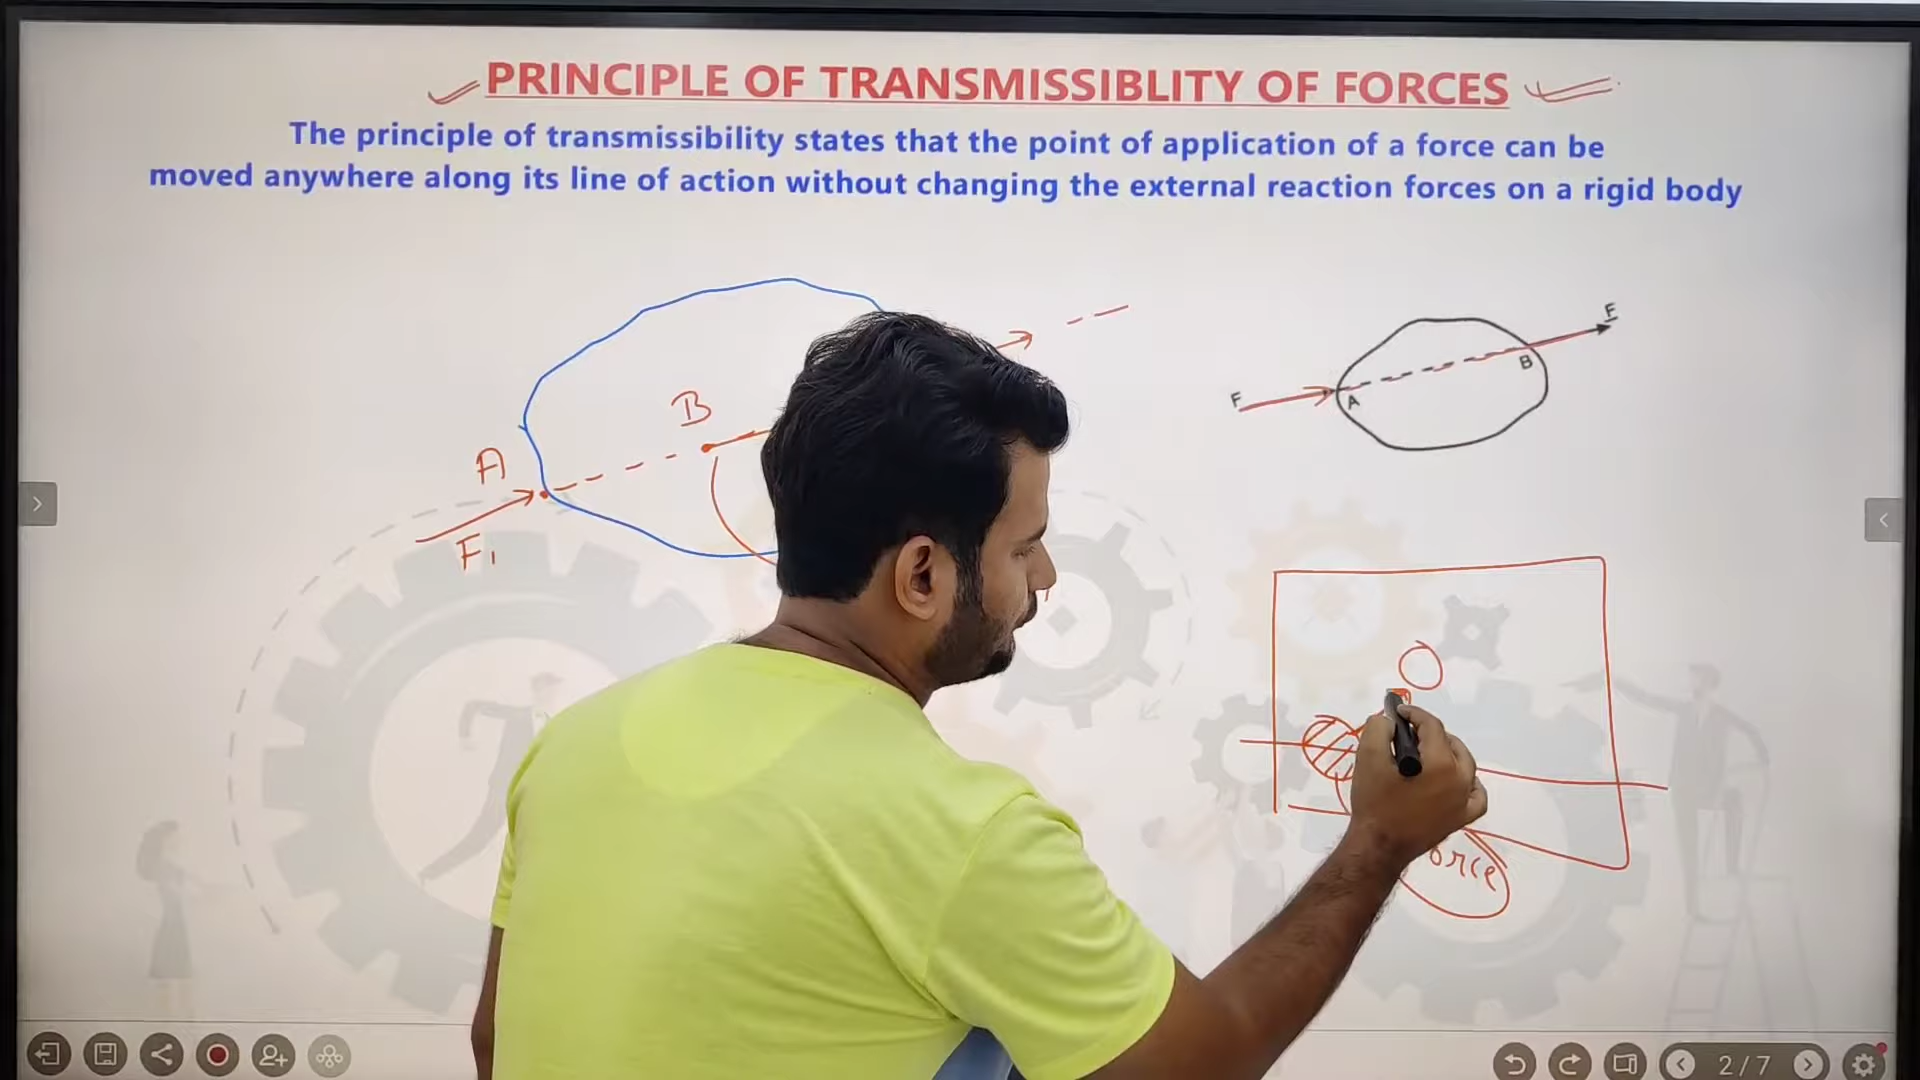 PRINCIPLE OF TRANSMISSIBLITY OF FORCES
The principle of transmissibility states that the point of application of a force can be
moved anywhere along its line of action without changing the external reaction forces on a rigid body
B
A
F₁
F
A
B
F
orce
2/7